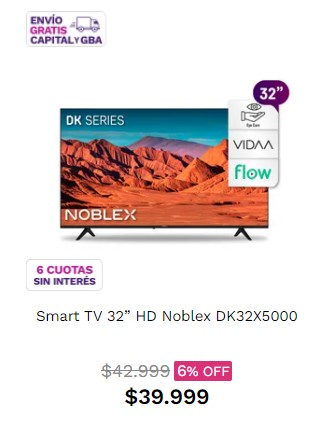 ENVÍO
GRATIS
CAPITAL Y GBA
32”
DK SERIES
Eye Care
VIDAA
flow
NOBLEX
6 CUOTAS
SIN INTERÉS
Smart TV 32” HD Noblex DK32X5000
$42.999 6% OFF
$39.999